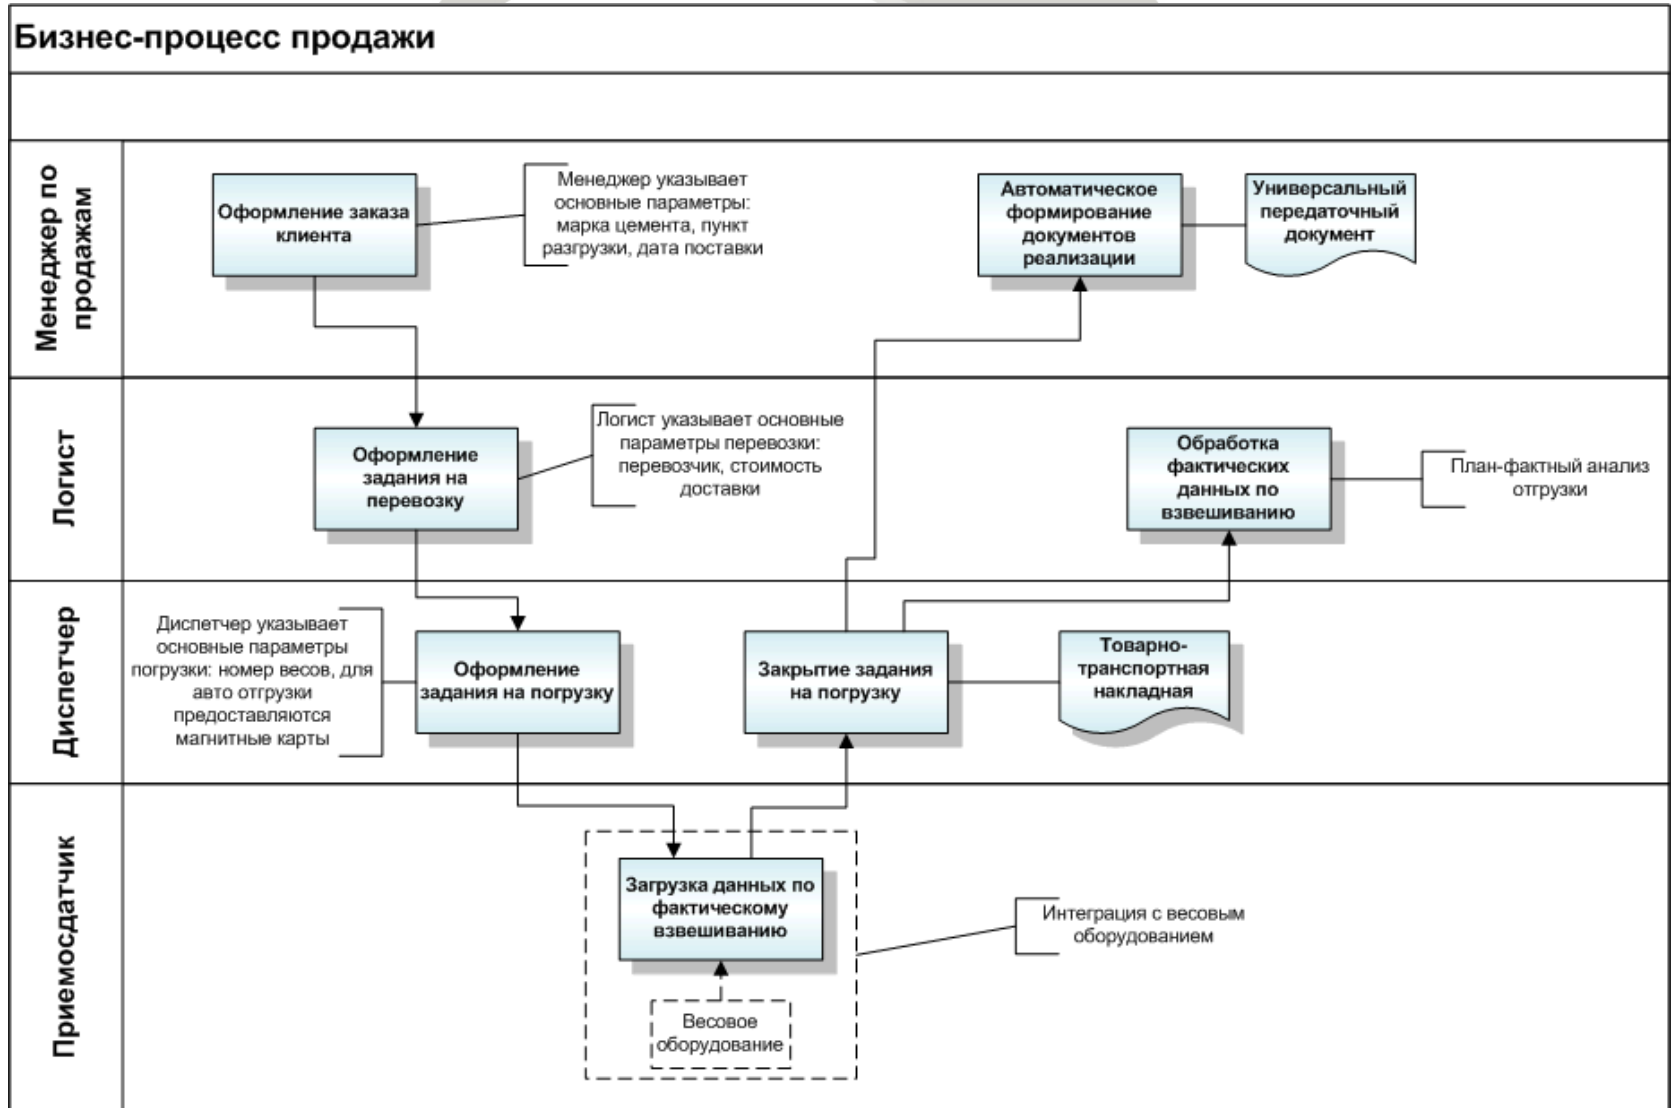 Бизнес-процесс продажи
Менеджер по
продажам
Оформление заказа
клиента
Менеджер указывает
основные параметры:
марка цемента, пункт
разгрузки, дата поставки
Автоматическое
формирование
документов
реализации
Универсальный
передаточный
документ
Логист
Оформление
задания на
перевозку
Логист указывает основные
параметры перевозки:
перевозчик, стоимость
доставки
Обработка
фактических
данных по
взвешиванию
План-фактный анализ
отгрузки
Диспетчер
Диспетчер указывает
основные параметры
погрузки: номер весов, для
авто отгрузки
предоставляются
магнитные карты
Оформление
задания на погрузку
Закрытие задания
на погрузку
Товарно-
транспортная
накладная
Приемосдатчик
Загрузка данных по
фактическому
взвешиванию
Весовое
оборудование
Интеграция с весовым
оборудованием